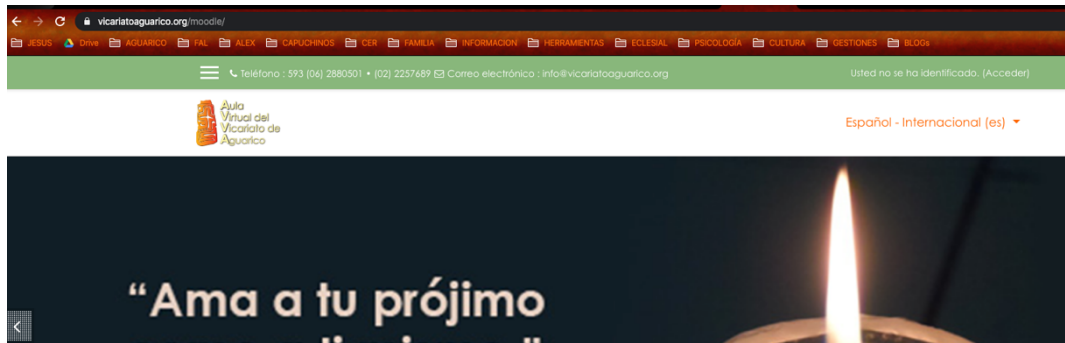 vicariatoaguarico.org/moodle/
JESUS Drive AGUARICO FAL ALEX CAPUCHINOS CER FAMILIA INFORMACION HERRAMIENTAS ECLESIAL PSICOLOGÍA CULTURA GESTIONES BLOGs
Teléfono : 593 (06) 2880501 • (02) 2257689 Correo electrónico : info@vicariatoaguarico.org Usted no se ha identificado. (Acceder)
Aula
Virtual del
Vicariato de
Aguarico
Español - Internacional (es)
“Ama a tu prójimo